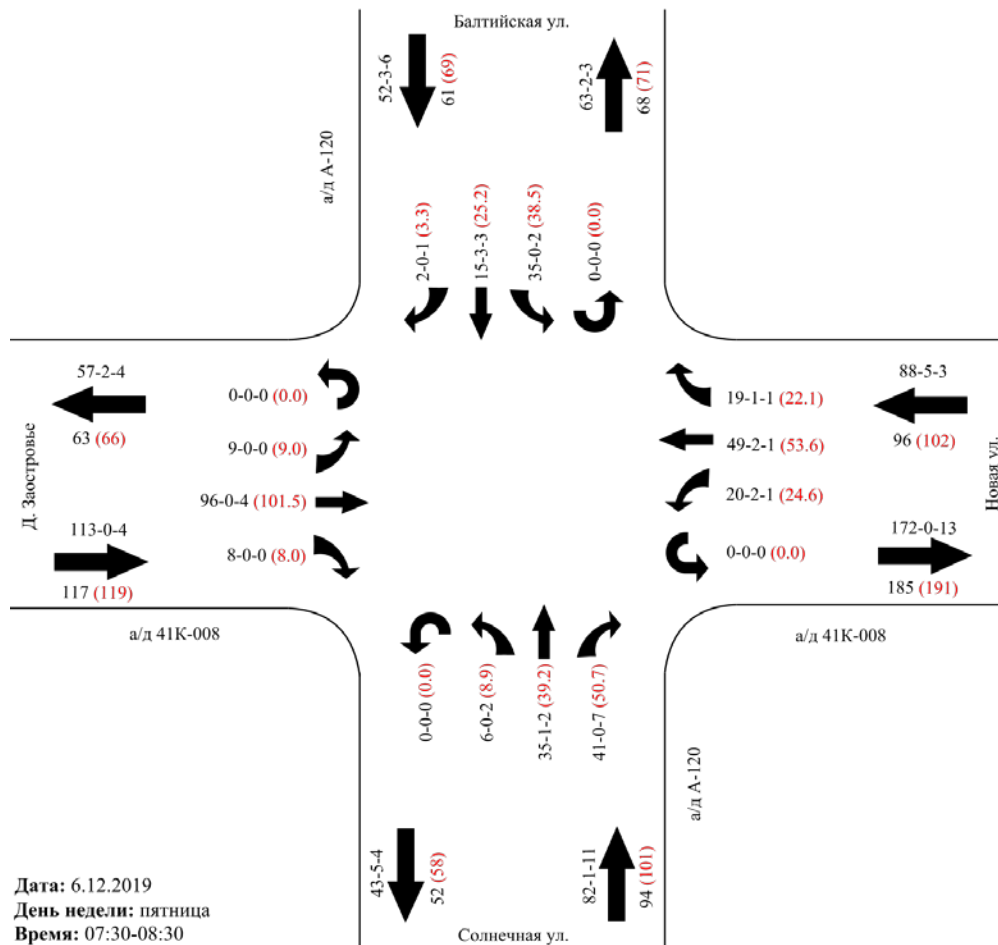 Балтийская ул.
52-3-6
61 (69)
63-2-3
68 (71)
а/д А-120
2-0-1 (3.3)
15-3-3 (25.2)
35-0-2 (38.5)
0-0-0 (0.0)
57-2-4
63 (66)
Д. Заостровье
113-0-4
117 (119)
0-0-0 (0.0)
9-0-0 (9.0)
96-0-4 (101.5)
8-0-0 (8.0)
19-1-1 (22.1)
49-2-1 (53.6)
20-2-1 (24.6)
0-0-0 (0.0)
88-5-3
96 (102)
Новая ул.
172-0-13
185 (191)
а/д 41К-008
а/д 41К-008
0-0-0 (0.0)
6-0-2 (8.9)
35-1-2 (39.2)
41-0-7 (50.7)
а/д А-120
43-5-4
52 (58)
82-1-11
94 (101)
Дата: 6.12.2019
День недели: пятница
Время: 07:30-08:30
Солнечная ул.